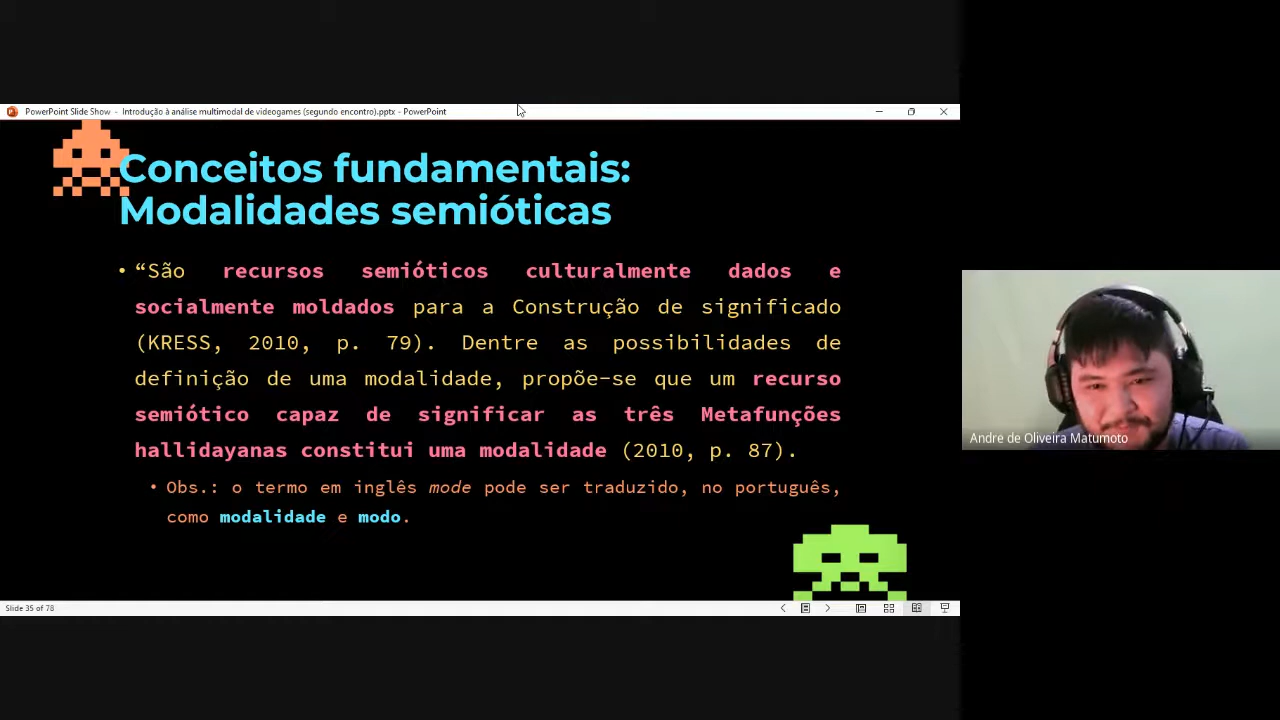 PowerPoint Slide Show - Introdução à análise multimodal de videogames (segundo encontro).pptx - PowerPoint
Conceitos fundamentais:
Modalidades semióticas
• “São recursos semióticos culturalmente dados e
socialmente moldados para a Construção de significado
(KRESS, 2010, p. 79). Dentre as possibilidades de
definição de uma modalidade, propõe-se que um recurso
semiótico capaz de significar as três Metafunções
hallidayanas constitui uma modalidade (2010, p. 87).
• Obs.: o termo em inglês mode pode ser traduzido, no português,
como modalidade e modo.
Andre de Oliveira Matumoto
Slide 35 of 78